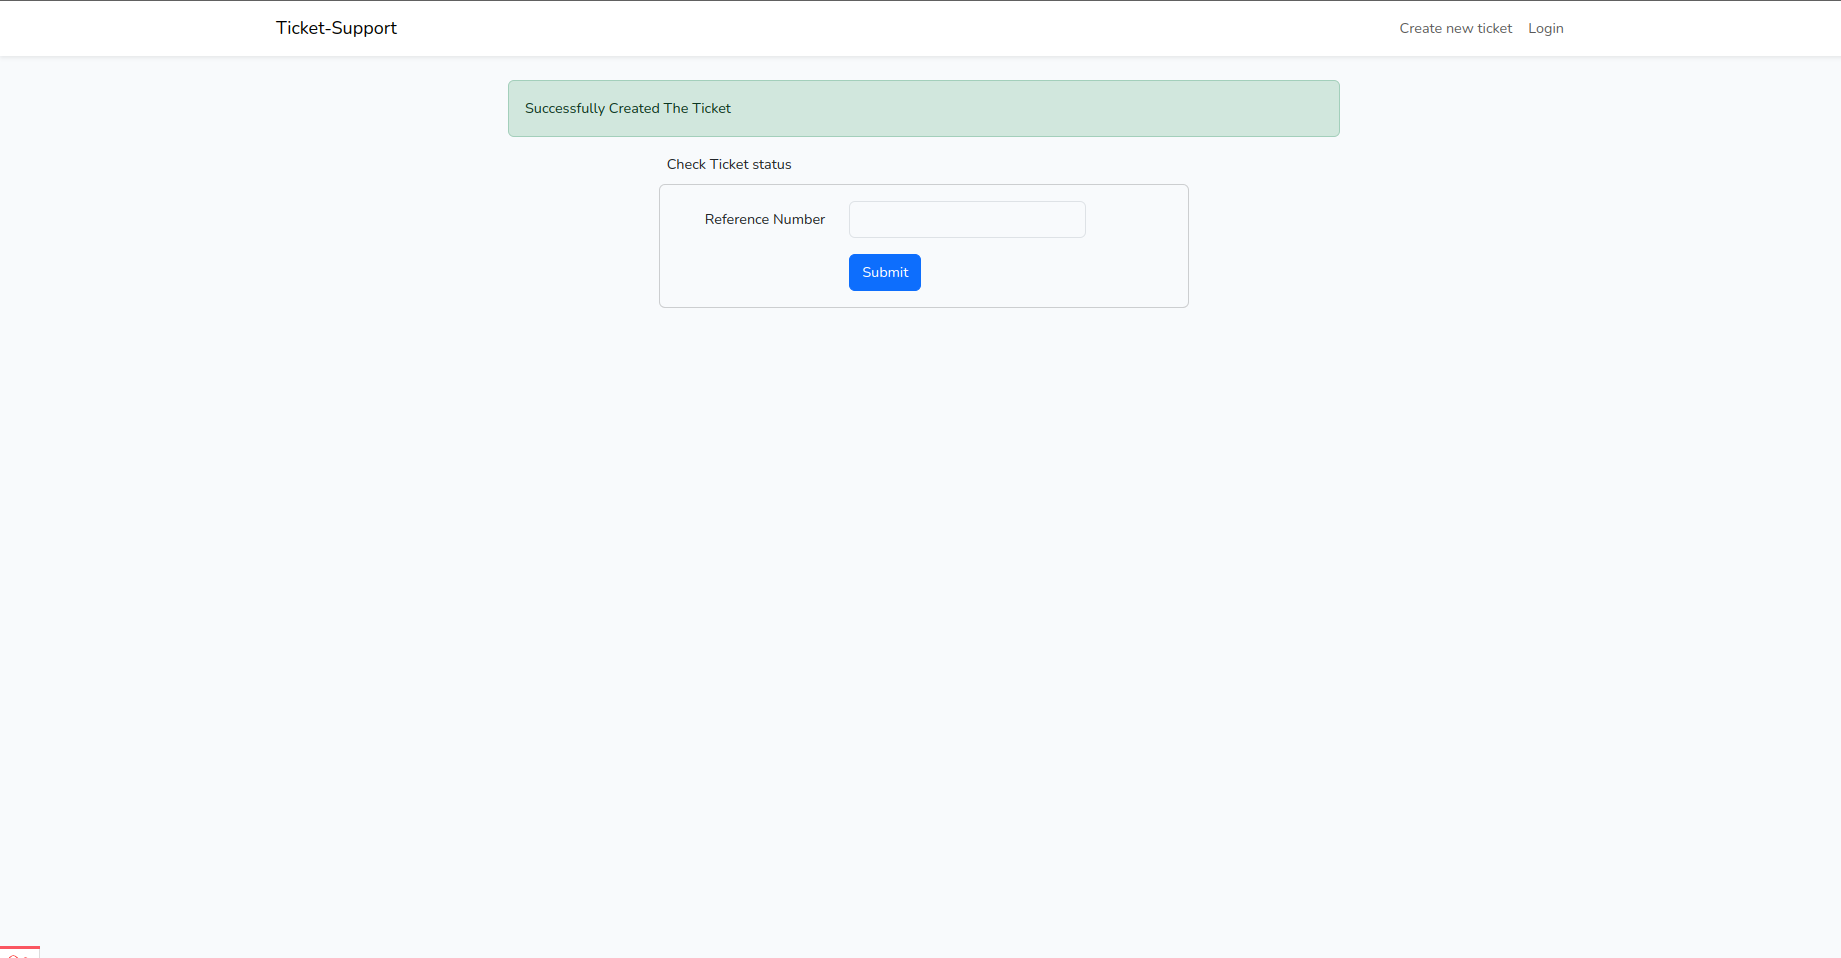 Ticket-Support
Create new ticket
Login
Successfully Created The Ticket
Check Ticket status
Reference Number
Submit